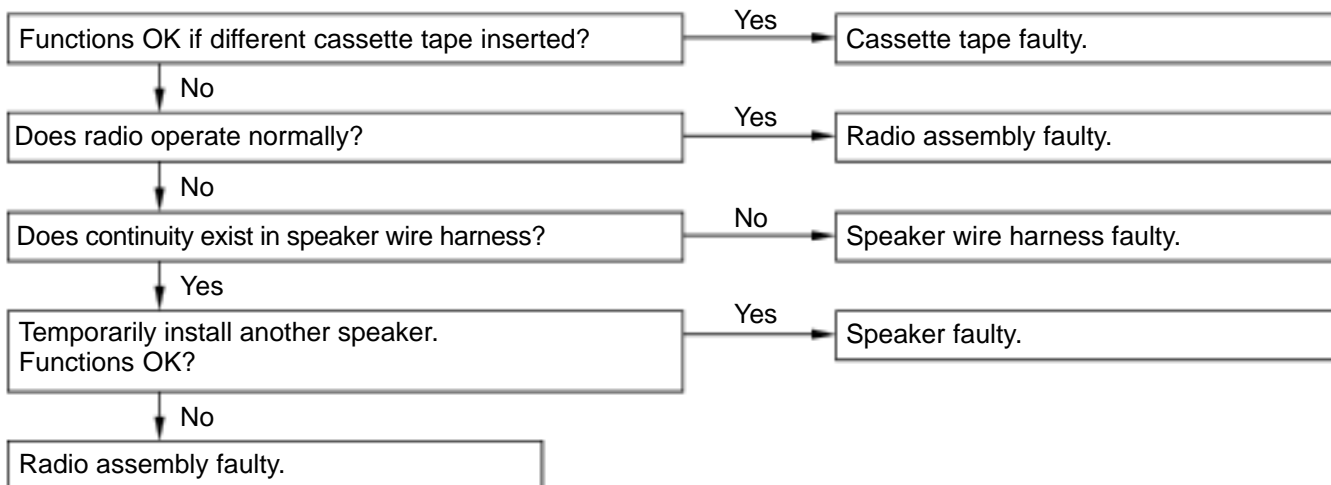 Functions OK if different cassette tape inserted?
Yes
Cassette tape faulty.
No
Does radio operate normally?
Yes
Radio assembly faulty.
No
Does continuity exist in speaker wire harness?
No
Speaker wire harness faulty.
Yes
Temporarily install another speaker.
Functions OK?
Yes
Speaker faulty.
No
Radio assembly faulty.